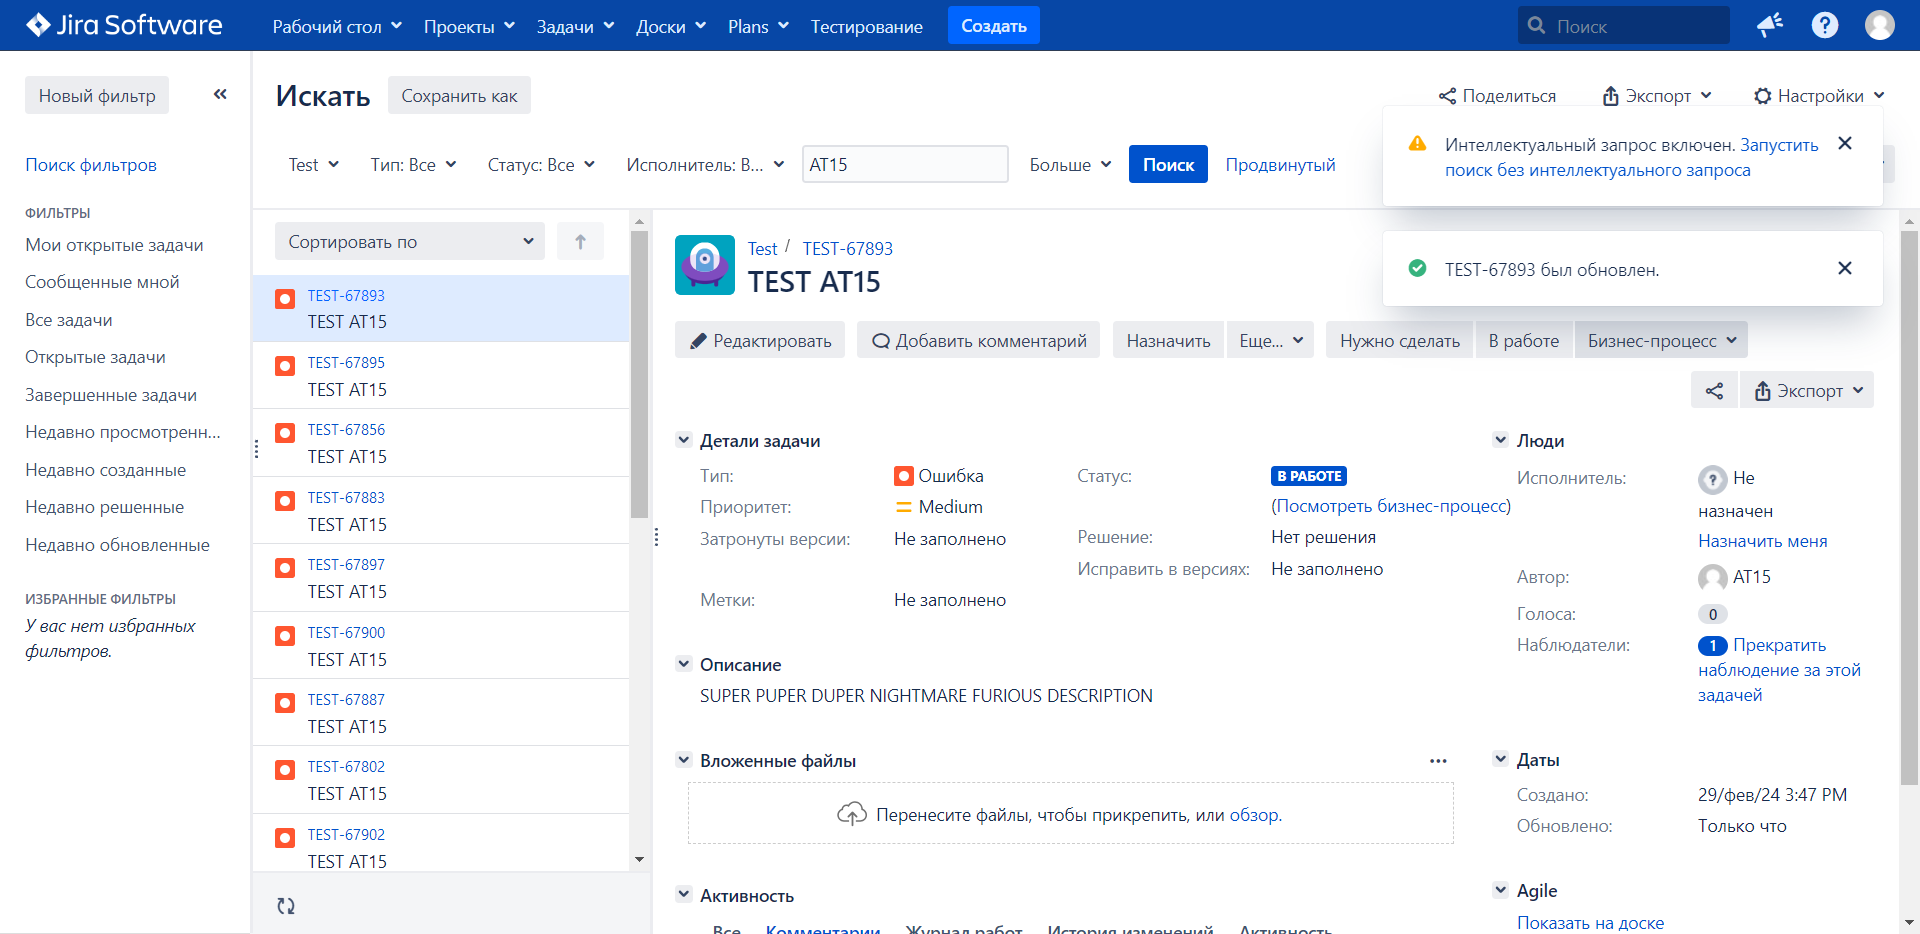 Jira Software
Рабочий стол
Проекты
Задачи
Доски
Plans
Тестирование
Создать
Поиск
Новый фильтр
Поиск фильтров
ФИЛЬТРЫ
Мои открытые задачи
Сообщенные мной
Все задачи
Открытые задачи
Завершенные задачи
Недавно просмотренн...
Недавно созданные
Недавно решенные
Недавно обновленные
ИЗБРАННЫЕ ФИЛЬТРЫ
У вас нет избранных
фильтров.
Искать
Сохранить как
Поделиться
Экспорт
Настройки
Test
Тип: Все
Статус: Все
Исполнитель: В...
AT15
Больше
Поиск
Продвинутый
Интеллектуальный запрос включен. Запустить
поиск без интеллектуального запроса
TEST-67893 был обновлен.
Сортировать по
TEST-67893
TEST AT15
TEST-67895
TEST AT15
TEST-67856
TEST AT15
TEST-67883
TEST AT15
TEST-67897
TEST AT15
TEST-67900
TEST AT15
TEST-67887
TEST AT15
TEST-67802
TEST AT15
TEST-67902
TEST AT15
Test / TEST-67893
TEST AT15
Редактировать
Добавить комментарий
Назначить
Еще...
Нужно сделать
В работе
Бизнес-процесс
Экспорт
Детали задачи
Тип: Ошибка
Приоритет: Medium
Затронуты версии: Не заполнено
Метки: Не заполнено
Статус: В РАБОТЕ
(Посмотреть бизнес-процесс)
Решение: Нет решения
Исправить в версиях: Не заполнено
Описание
SUPER PUPER DUPER NIGHTMARE FURIOUS DESCRIPTION
Вложенные файлы
Перенесите файлы, чтобы прикрепить, или обзор.
Активность
Все
Комментарии
Журнал работ
История изменений
Активность
Люди
Исполнитель: Не
назначен
Назначить меня
Автор: AT15
Голоса: 0
Наблюдатели: 1 Прекратить
наблюдение за этой
задачей
Даты
Создано: 29/фев/24 3:47 PM
Обновлено: Только что
Agile
Показать на доске